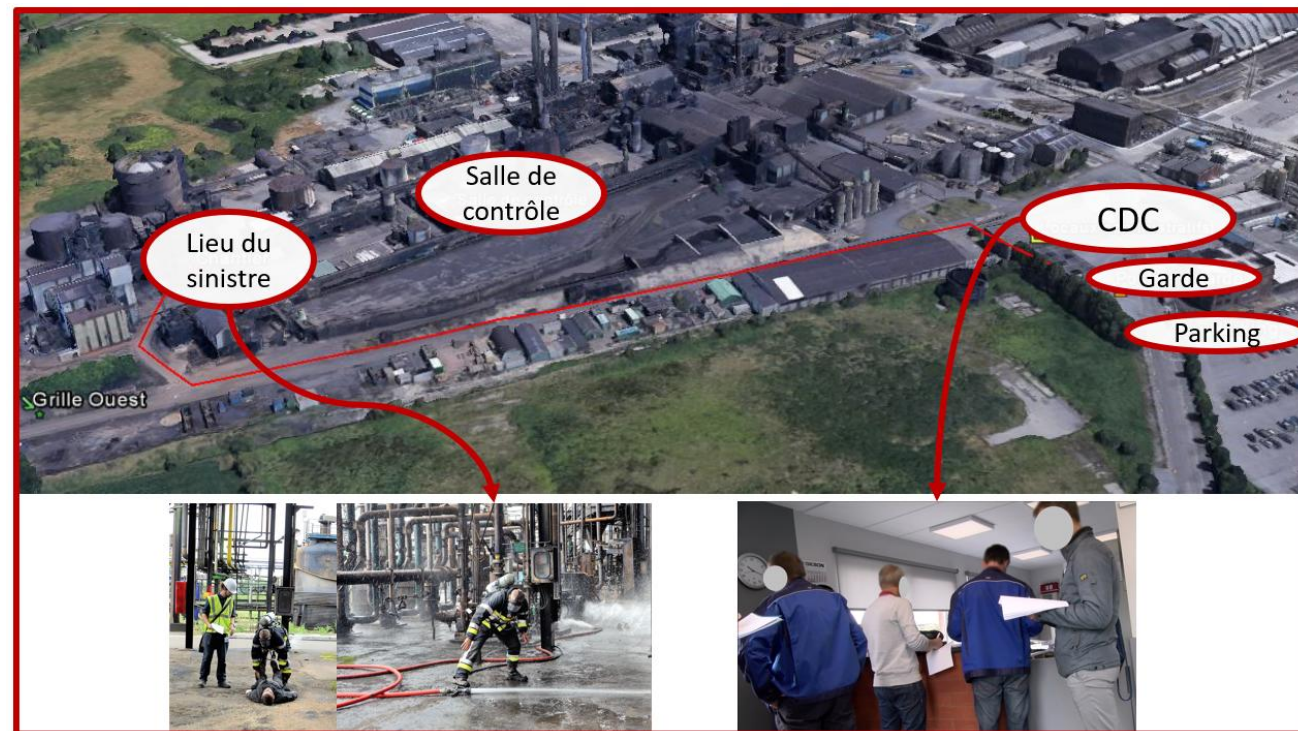 Salle de
contrôle
Lieu du
sinistre
CDC
Garde
Parking
Grille Ouest